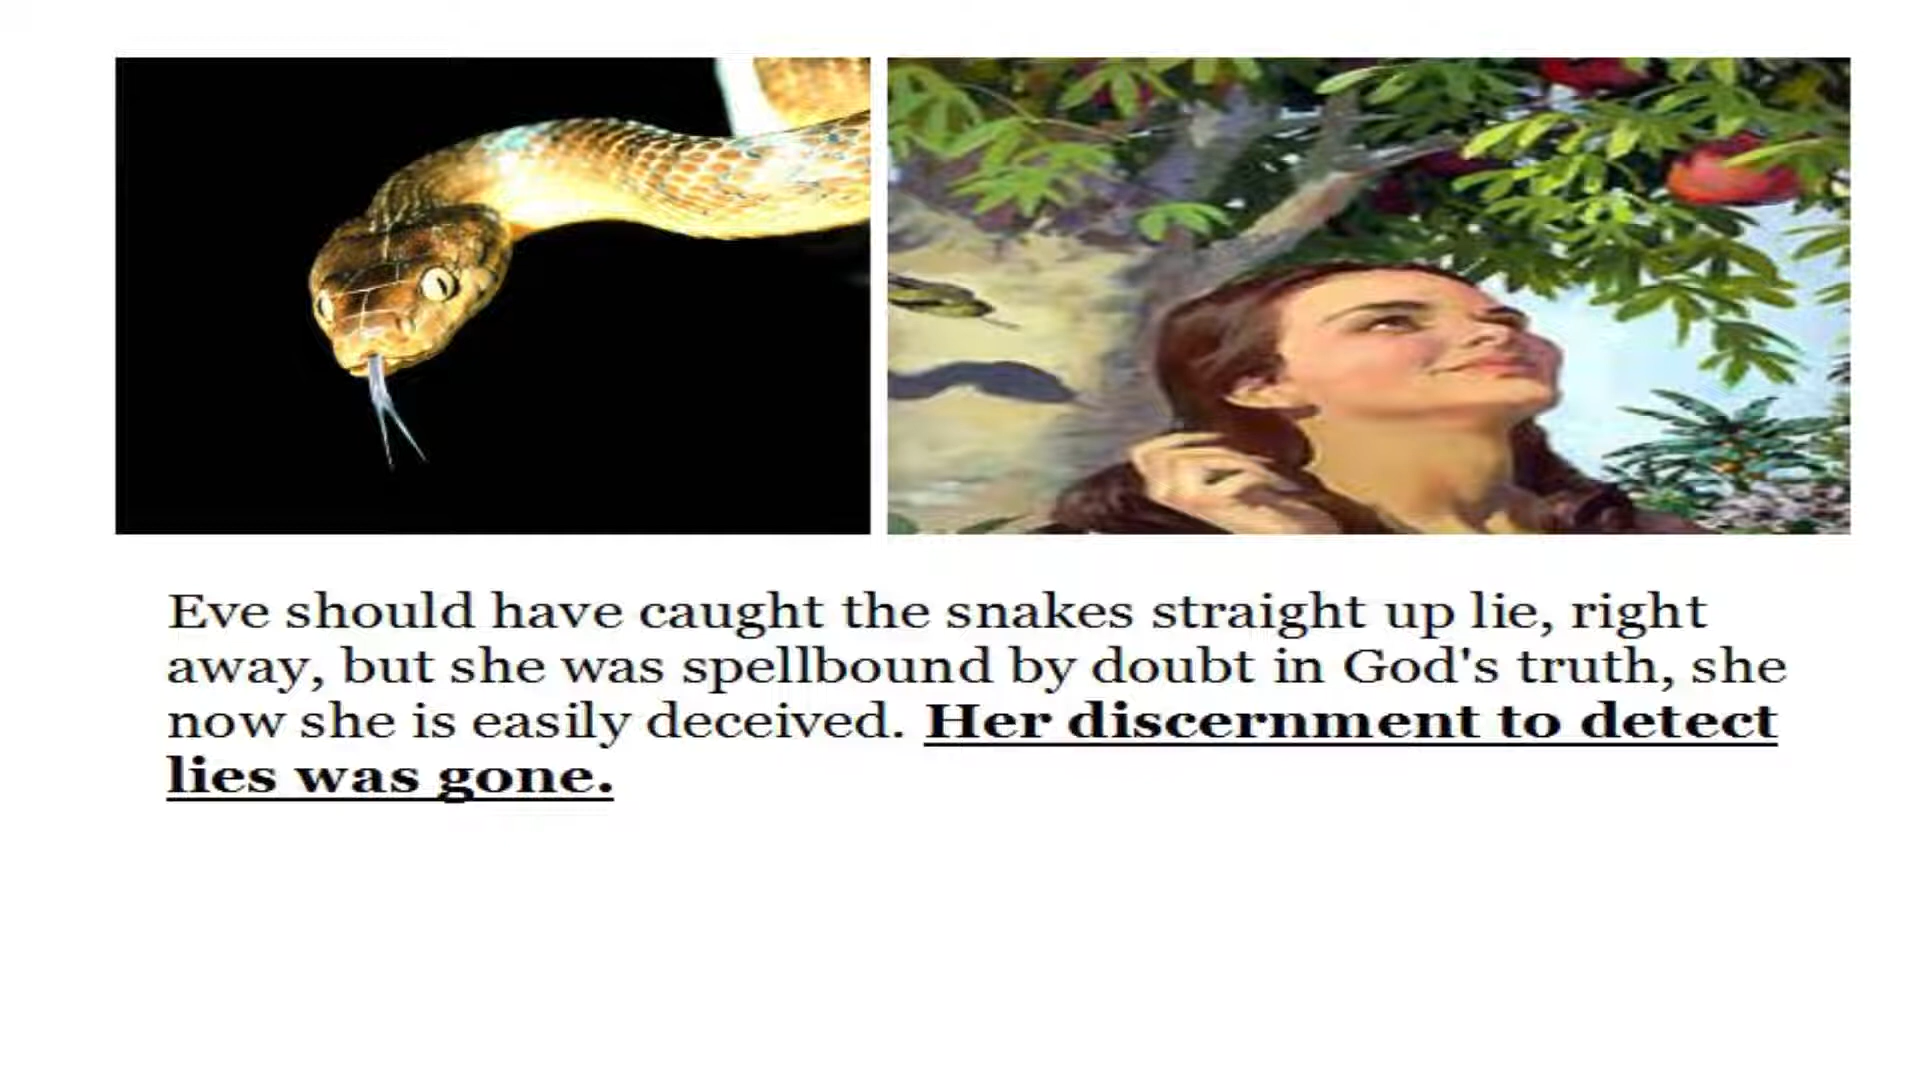 Eve should have caught the snakes straight up lie, right
away, but she was spellbound by doubt in God's truth, she
now she is easily deceived. Her discernment to detect
lies was gone.